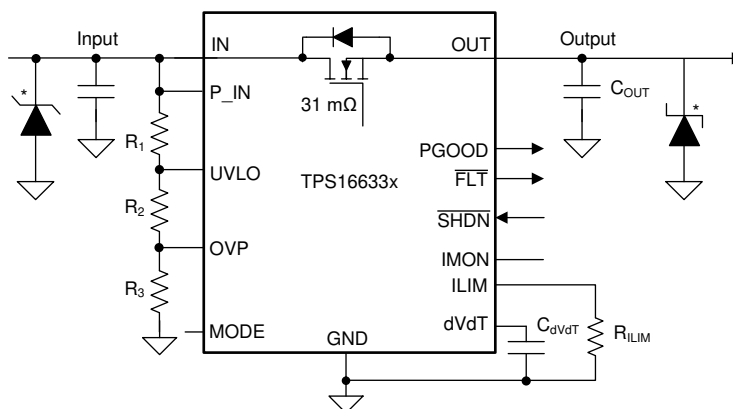 Input
IN
OUT
Output
*
P_IN
31 mΩ
C_OUT
*
R1
PGOOD
UVLO
TPS16633x
FLT
R2
SHDN
OVP
IMON
R3
ILIM
MODE
dVdT
CdVdT
RILIM
GND